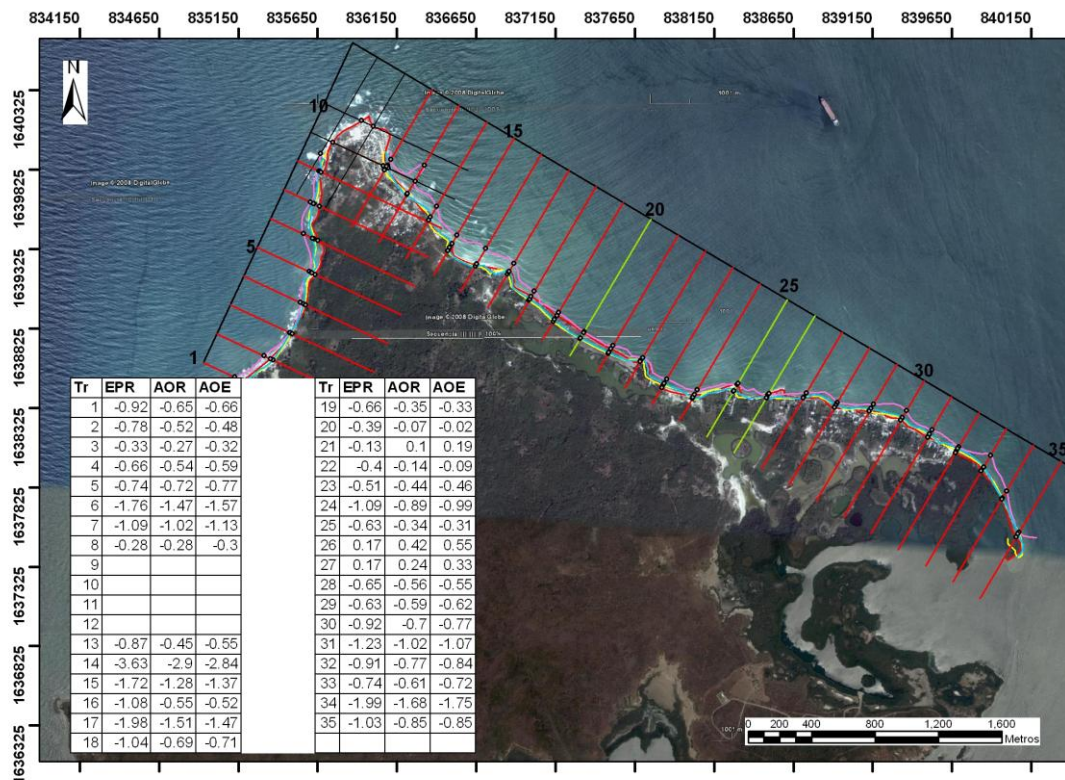 834150 834650 835150 835650 836150 836650 837150 837650 838150 838650 839150 839650 840150
1640325
1639825
1639325
1638825
1638325
1637825
1637325
1636825
1636325
N
10
15
20
25
30
35
5
1
Image © 2008 DigitalGlobe
Image © 2008 DigitalGlobe
Image © 2008 DigitalGlobe
Tr EPR AOR AOE
1 -0.92 -0.65 -0.66
2 -0.78 -0.52 -0.48
3 -0.33 -0.27 -0.32
4 -0.66 -0.54 -0.59
5 -0.74 -0.72 -0.77
6 -1.76 -1.47 -1.57
7 -1.09 -1.02 -1.13
8 -0.28 -0.28 -0.3
9
10
11
12
13 -0.87 -0.45 -0.55
14 -3.63 -2.9 -2.84
15 -1.72 -1.28 -1.37
16 -1.08 -0.55 -0.52
17 -1.98 -1.51 -1.47
18 -1.04 -0.69 -0.71
Tr EPR AOR AOE
19 -0.66 -0.35 -0.33
20 -0.39 -0.07 -0.02
21 -0.13 0.1 0.19
22 -0.4 -0.14 -0.09
23 -0.51 -0.44 -0.46
24 -1.09 -0.89 -0.99
25 -0.63 -0.34 -0.31
26 0.17 0.42 0.55
27 0.17 0.24 0.33
28 -0.65 -0.56 -0.55
29 -0.63 -0.59 -0.62
30 -0.92 -0.7 -0.77
31 -1.23 -1.02 -1.07
32 -0.91 -0.77 -0.84
33 -0.74 -0.61 -0.72
34 -1.99 -1.68 -1.75
35 -1.03 -0.85 -0.85
0 200 400 800 1,200 1,600
Metros